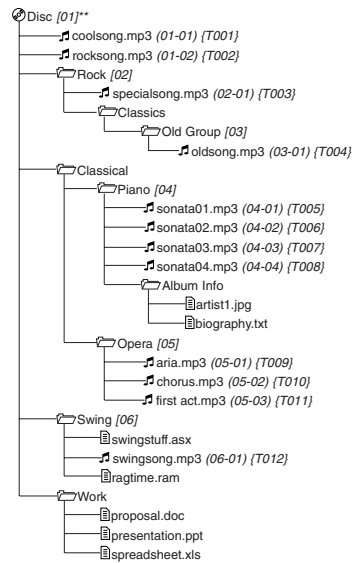 Disc [01]**
coolsong.mp3 (01-01) {T001}
rocksong.mp3 (01-02) {T002}
Rock [02]
specialsong.mp3 (02-01) {T003}
Classics
Old Group [03]
oldsong.mp3 (03-01) {T004}
Classical
Piano [04]
sonata01.mp3 (04-01) {T005}
sonata02.mp3 (04-02) {T006}
sonata03.mp3 (04-03) {T007}
sonata04.mp3 (04-04) {T008}
Album Info
artist1.jpg
biography.txt
Opera [05]
aria.mp3 (05-01) {T009}
chorus.mp3 (05-02) {T010}
first act.mp3 (05-03) {T011}
Swing [06]
swingstuff.asx
swingsong.mp3 (06-01) {T012}
ragtime.ram
Work
proposal.doc
presentation.ppt
spreadsheet.xls